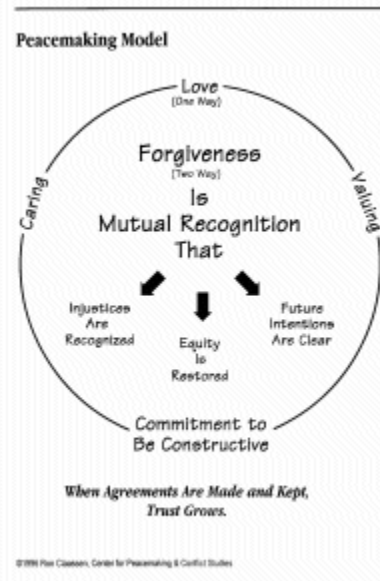 Peacemaking Model
Love
(One Way)
Caring
Valuing
Forgiveness
(Two Way)
Is
Mutual Recognition
That
Injustices
Are
Recognized
Equity
Is
Restored
Future
Intentions
Are Clear
Commitment to
Be Constructive
When Agreements Are Made and Kept,
Trust Grows.
©1996 Ron Claassen, Center for Peacemaking & Conflict Studies